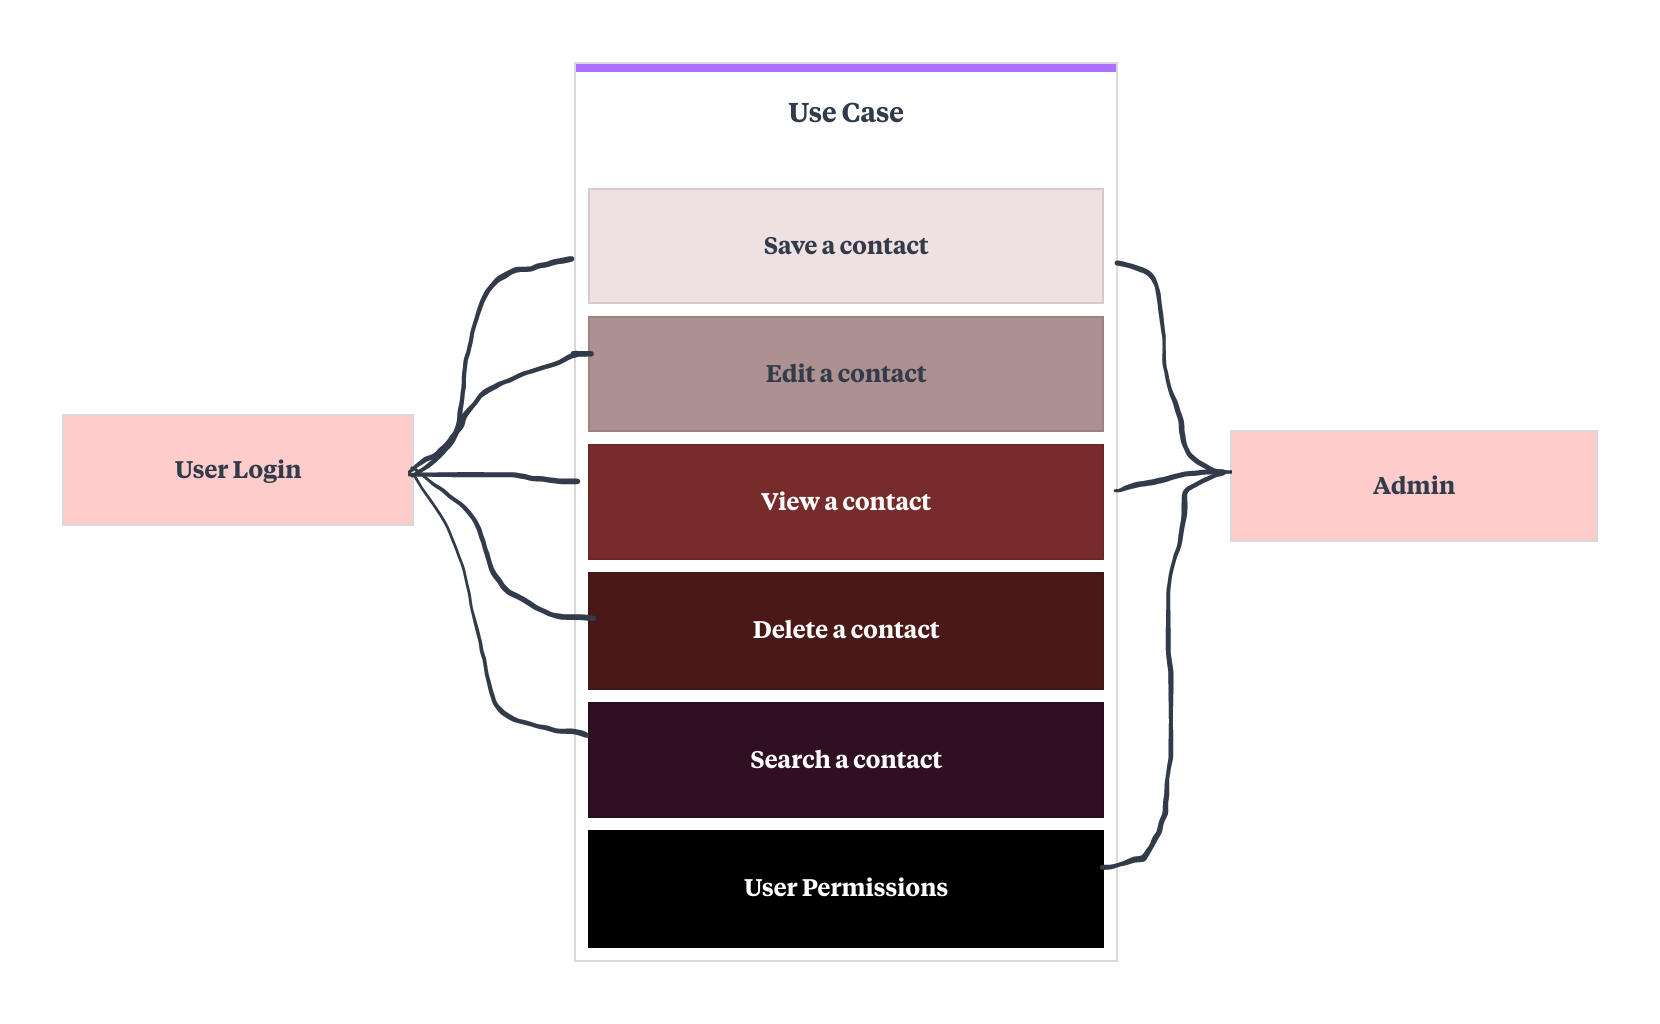 Use Case
Save a contact
Edit a contact
View a contact
Delete a contact
Search a contact
User Permissions
User Login
Admin